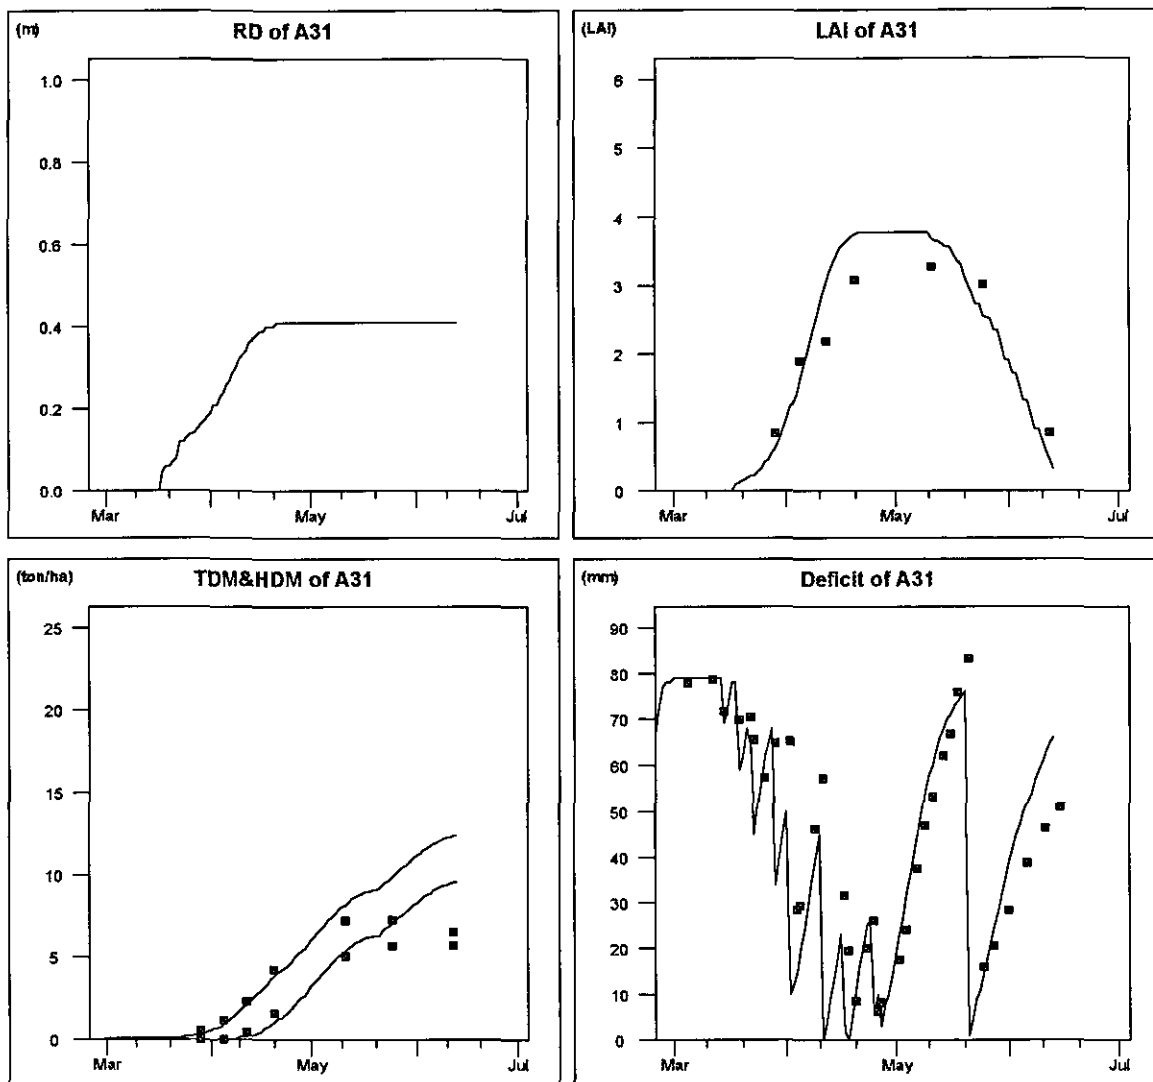 (m)
RD of A31
1.0
0.8
0.6
0.4
0.2
0.0
Mar
May
Jul
(LAI)
LAI of A31
6
5
4
3
2
1
0
Mar
May
Jul
(ton/ha)
TDM&HDM of A31
25
20
15
10
5
0
Mar
May
Jul
(mm)
Deficit of A31
90
80
70
60
50
40
30
20
10
0
Mar
May
Jul